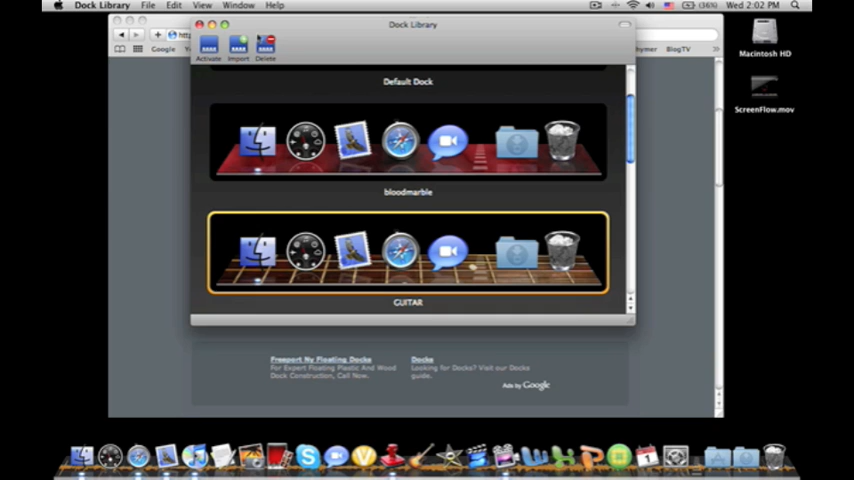 Dock Library File Edit View Window Help
(36%) Wed 2:02 PM
Dock Library
Activate Import Delete
Google
BlogTV
Macintosh HD
ScreenFlow.mov
Default Dock
bloodmarble
GUITAR
Freeport Ny Floating Docks
For Expert Floating Plastic And Wood
Dock Construction, Call Now.
Docks
Looking for Docks? Visit our Docks
guide.
Ads by Google